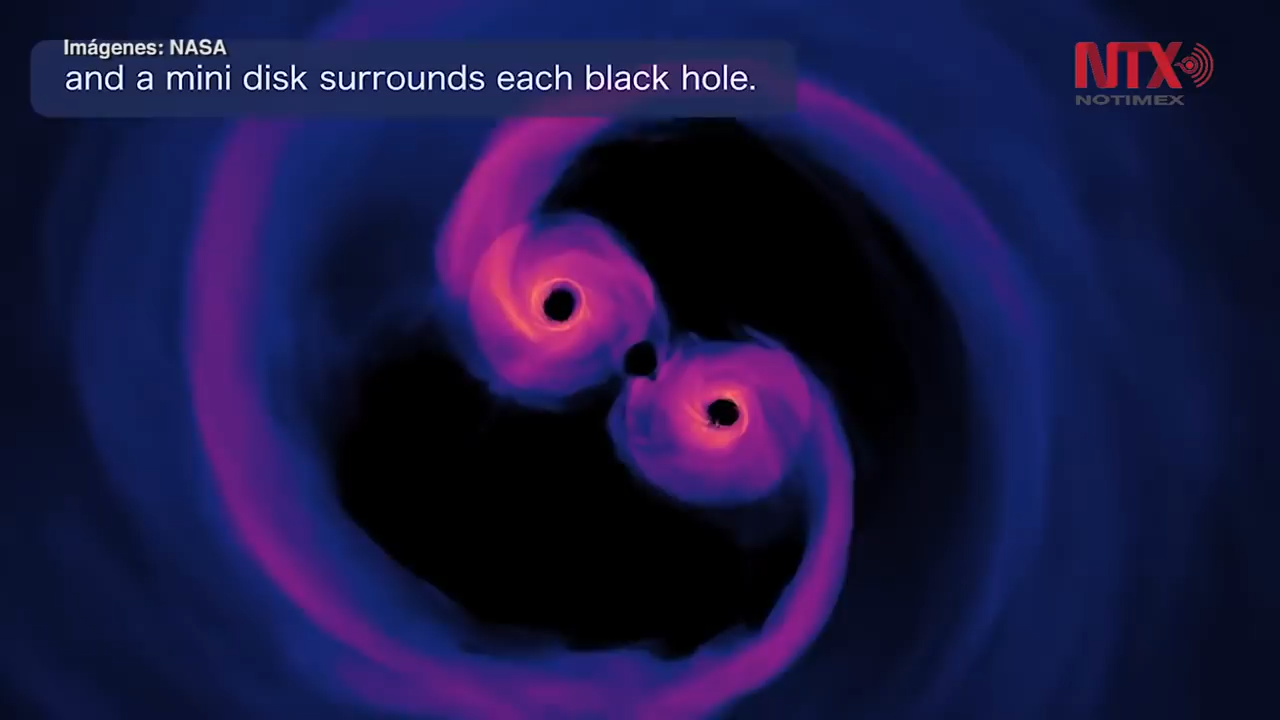 Imágenes: NASA
and a mini disk surrounds each black hole.
NTX
NOTIMEX